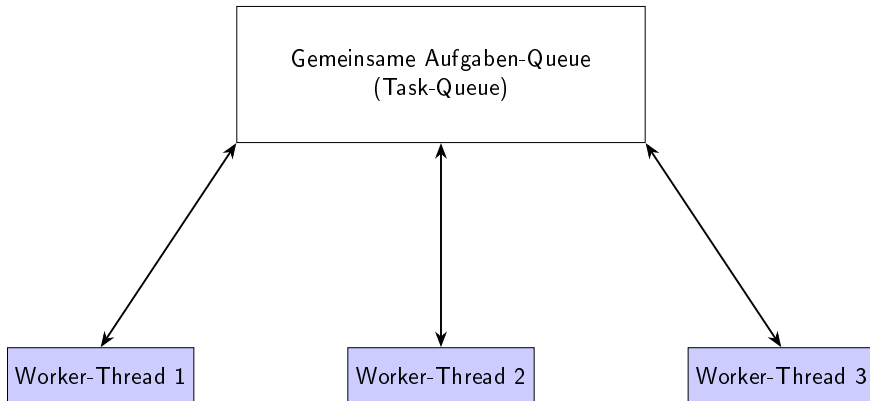 Gemeinsame Aufgaben-Queue
(Task-Queue)
Worker-Thread 1
Worker-Thread 2
Worker-Thread 3